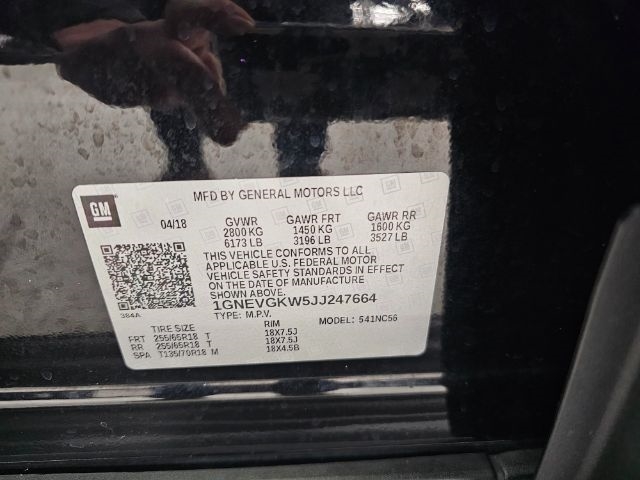 GM
MFD BY GENERAL MOTORS LLC
04/18 GVWR GAWR FRT GAWR RR
2800 KG 1450 KG 1600 KG
6173 LB 3196 LB 3527 LB
THIS VEHICLE CONFORMS TO ALL
APPLICABLE U.S. FEDERAL MOTOR
VEHICLE SAFETY STANDARDS IN EFFECT
ON THE DATE OF MANUFACTURE
SHOWN ABOVE.
1GNEVGKW5JJ247664
384A TYPE: M.P.V. MODEL: 541NC56
TIRE SIZE RIM
FRT 255/65R18 T 18X7.5J
RR 255/65R18 T 18X7.5J
SPA T135/70R18 M 18X4.5B